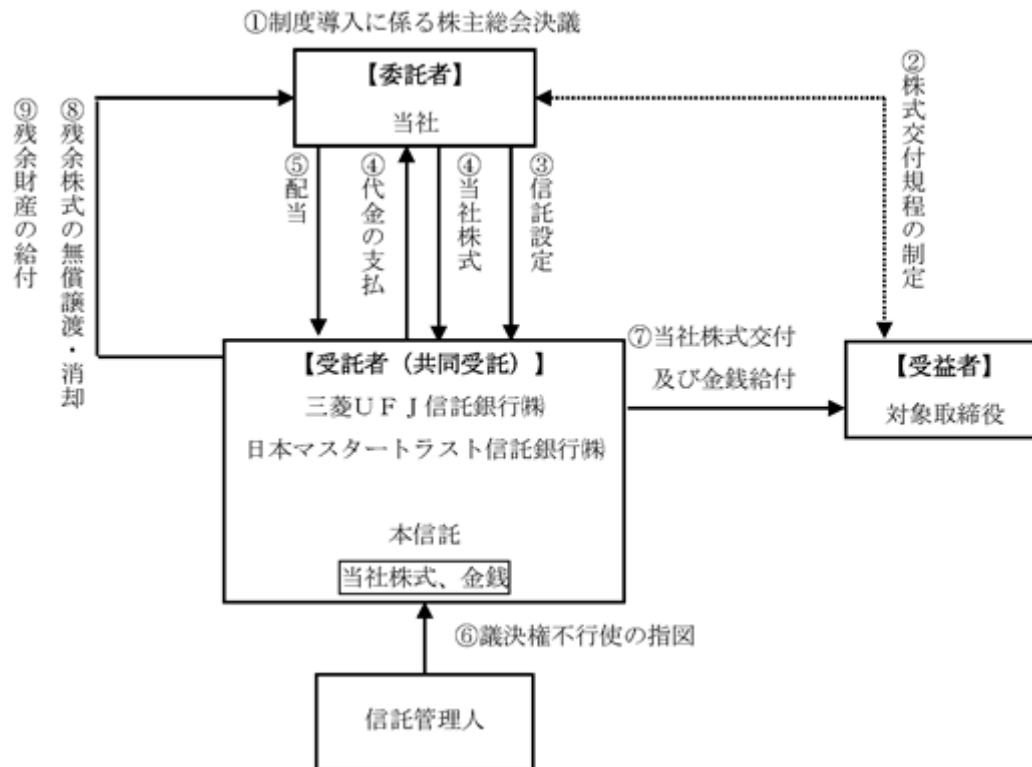 ①制度導入に係る株主総会決議
【委託者】
当社
②株式交付規程の制定
③信託設定
④当社株式
④代金の支払
⑤配当
⑧残余株式の無償譲渡・消却
⑨残余財産の給付
【受託者（共同受託）】
三菱ＵＦＪ信託銀行㈱
日本マスタートラスト信託銀行㈱
本信託
当社株式、金銭
⑦当社株式交付
及び金銭給付
【受益者】
対象取締役
⑥議決権不行使の指図
信託管理人